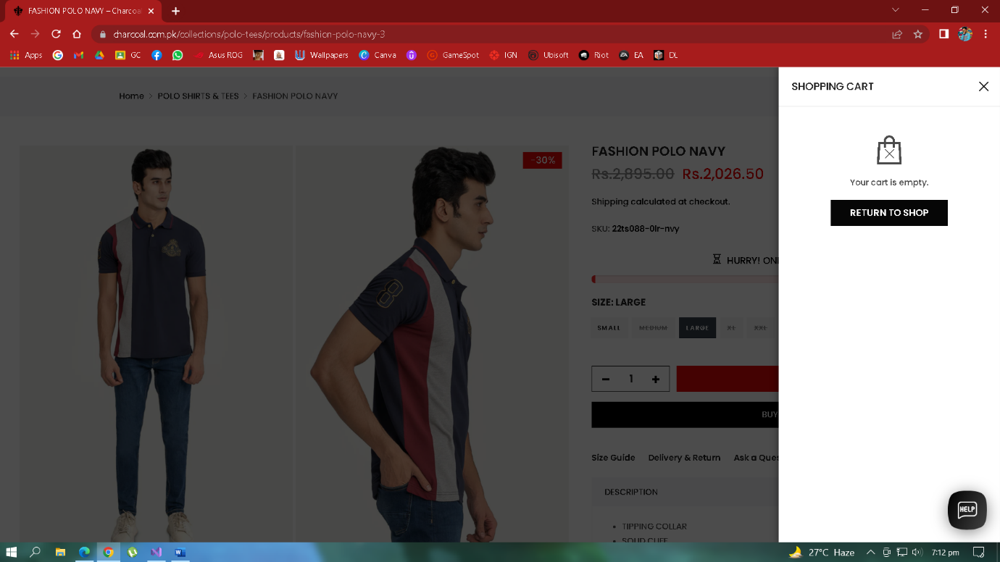 FASHION POLO NAVY – Charcoal
charcoal.com.pk/collections/polo-tees/products/fashion-polo-navy-3
Apps GC Asus ROG Wallpapers Canva GameSpot IGN Ubisoft Riot EA DL
Home > POLO SHIRTS & TEES > FASHION POLO NAVY
-30%
8
FASHION POLO NAVY
Rs.2,895.00 Rs.2,026.50
Shipping calculated at checkout.
SKU: 22ts088-0lr-nvy
HURRY!
SIZE: LARGE
SMALL MEDIUM LARGE XL XXL
− 1 +
BUY
Size Guide Delivery & Return Ask a
DESCRIPTION
• TIPPING COLLAR
• SOLID CUFF
SHOPPING CART
Your cart is empty.
RETURN TO SHOP
HELP
27°C Haze 7:12 pm